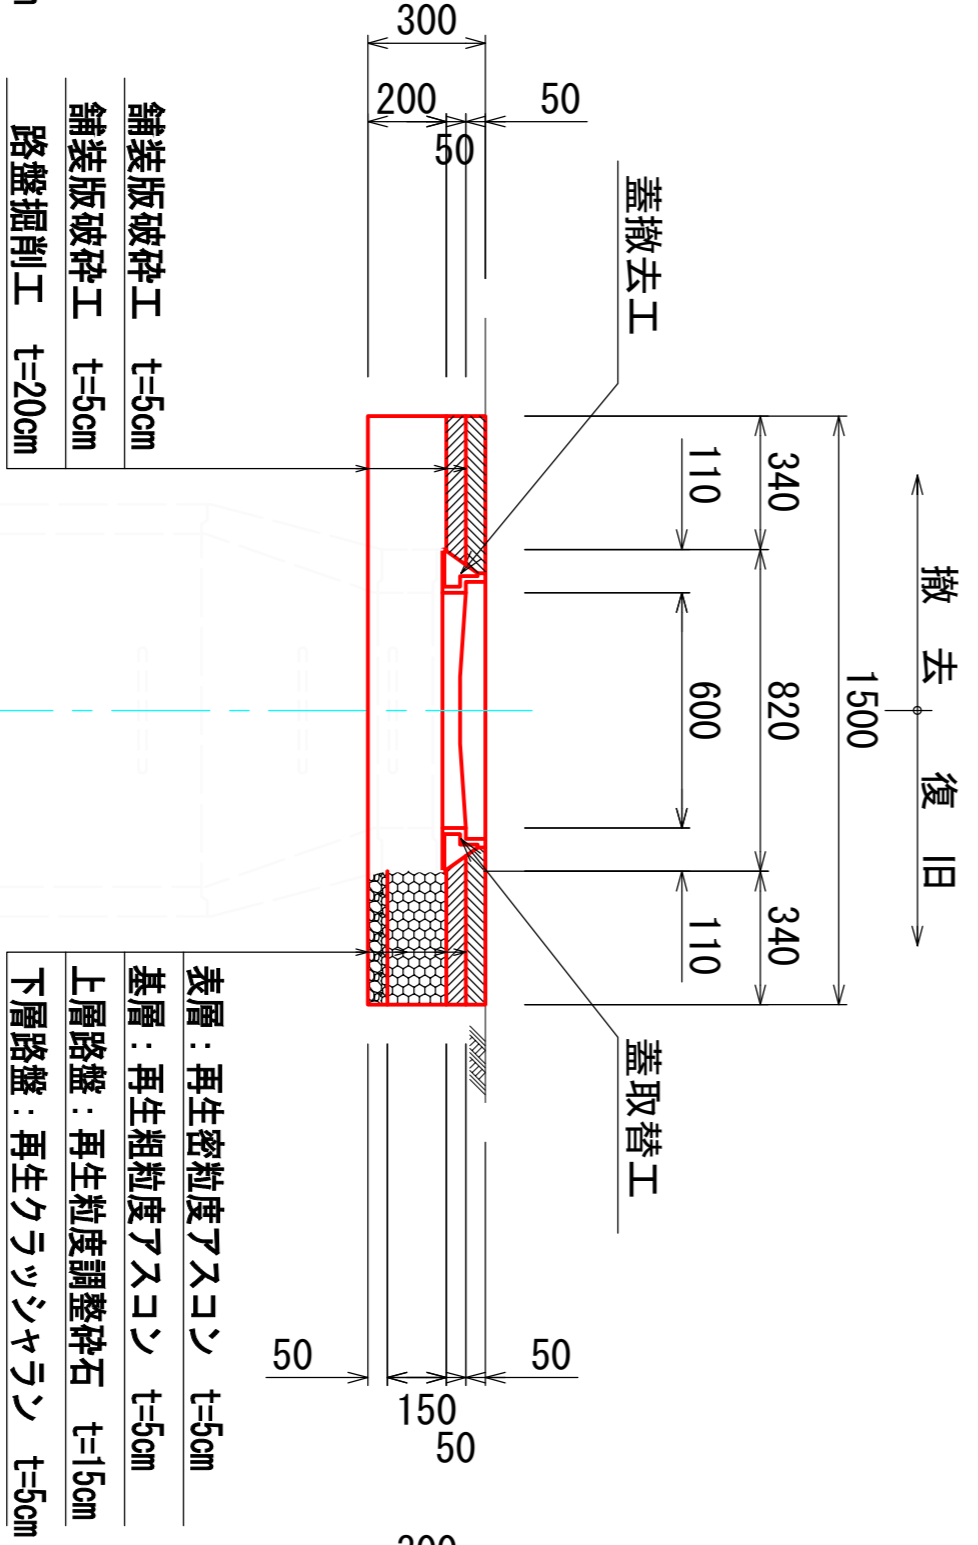 撤去 復旧
1500
340 820 340
110 600 110
蓋撤去工
蓋取替工
300
200
50
50
50
150
50
50
舗装版破砕工 t=5cm
舗装版破砕工 t=5cm
路盤掘削工 t=20cm
表層：再生密粒度アスコン t=5cm
基層：再生粗粒度アスコン t=5cm
上層路盤：再生粒度調整砕石 t=15cm
下層路盤：再生クラッシャラン t=5cm